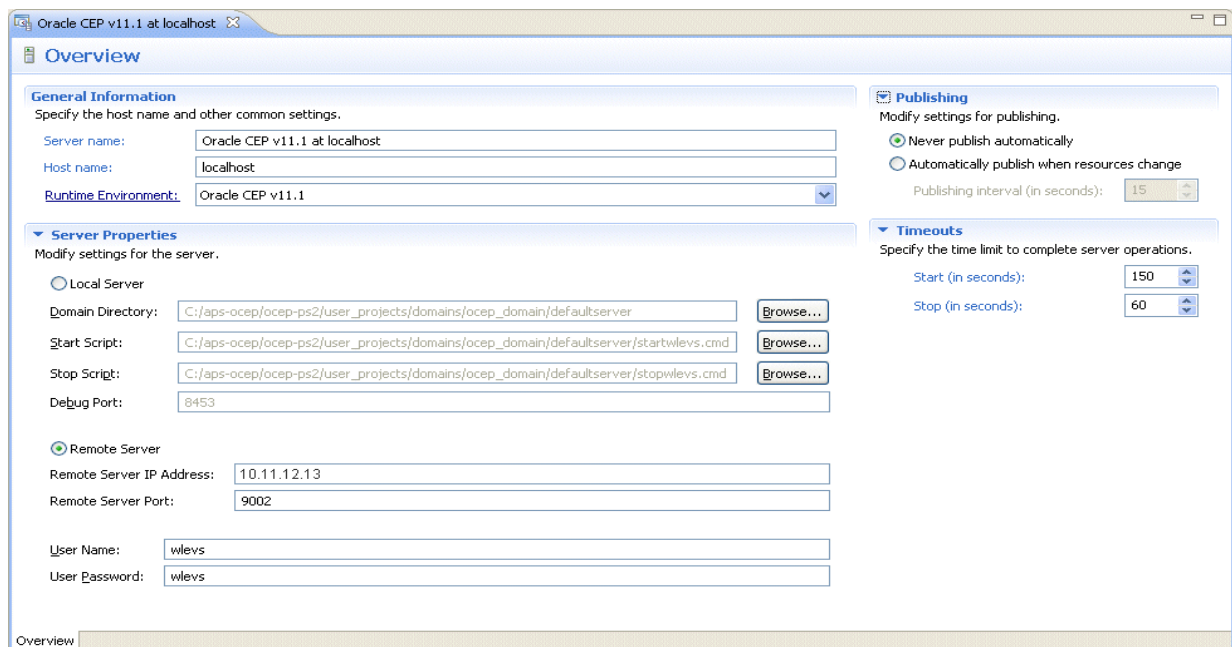 Oracle CEP v11.1 at localhost
Overview
General Information
Specify the host name and other common settings.
Server name: Oracle CEP v11.1 at localhost
Host name: localhost
Runtime Environment: Oracle CEP v11.1
Server Properties
Modify settings for the server.
Local Server
Domain Directory: C:/aps-ocep/ocep-ps2/user_projects/domains/ocep_domain/defaultserver Browse...
Start Script: C:/aps-ocep/ocep-ps2/user_projects/domains/ocep_domain/defaultserver/startwlevs.cmd Browse...
Stop Script: C:/aps-ocep/ocep-ps2/user_projects/domains/ocep_domain/defaultserver/stopwlevs.cmd Browse...
Debug Port: 8453
Remote Server
Remote Server IP Address: 10.11.12.13
Remote Server Port: 9002
User Name: wlevs
User Password: wlevs
Publishing
Modify settings for publishing.
Never publish automatically
Automatically publish when resources change
Publishing interval (in seconds): 15
Timeouts
Specify the time limit to complete server operations.
Start (in seconds): 150
Stop (in seconds): 60
Overview